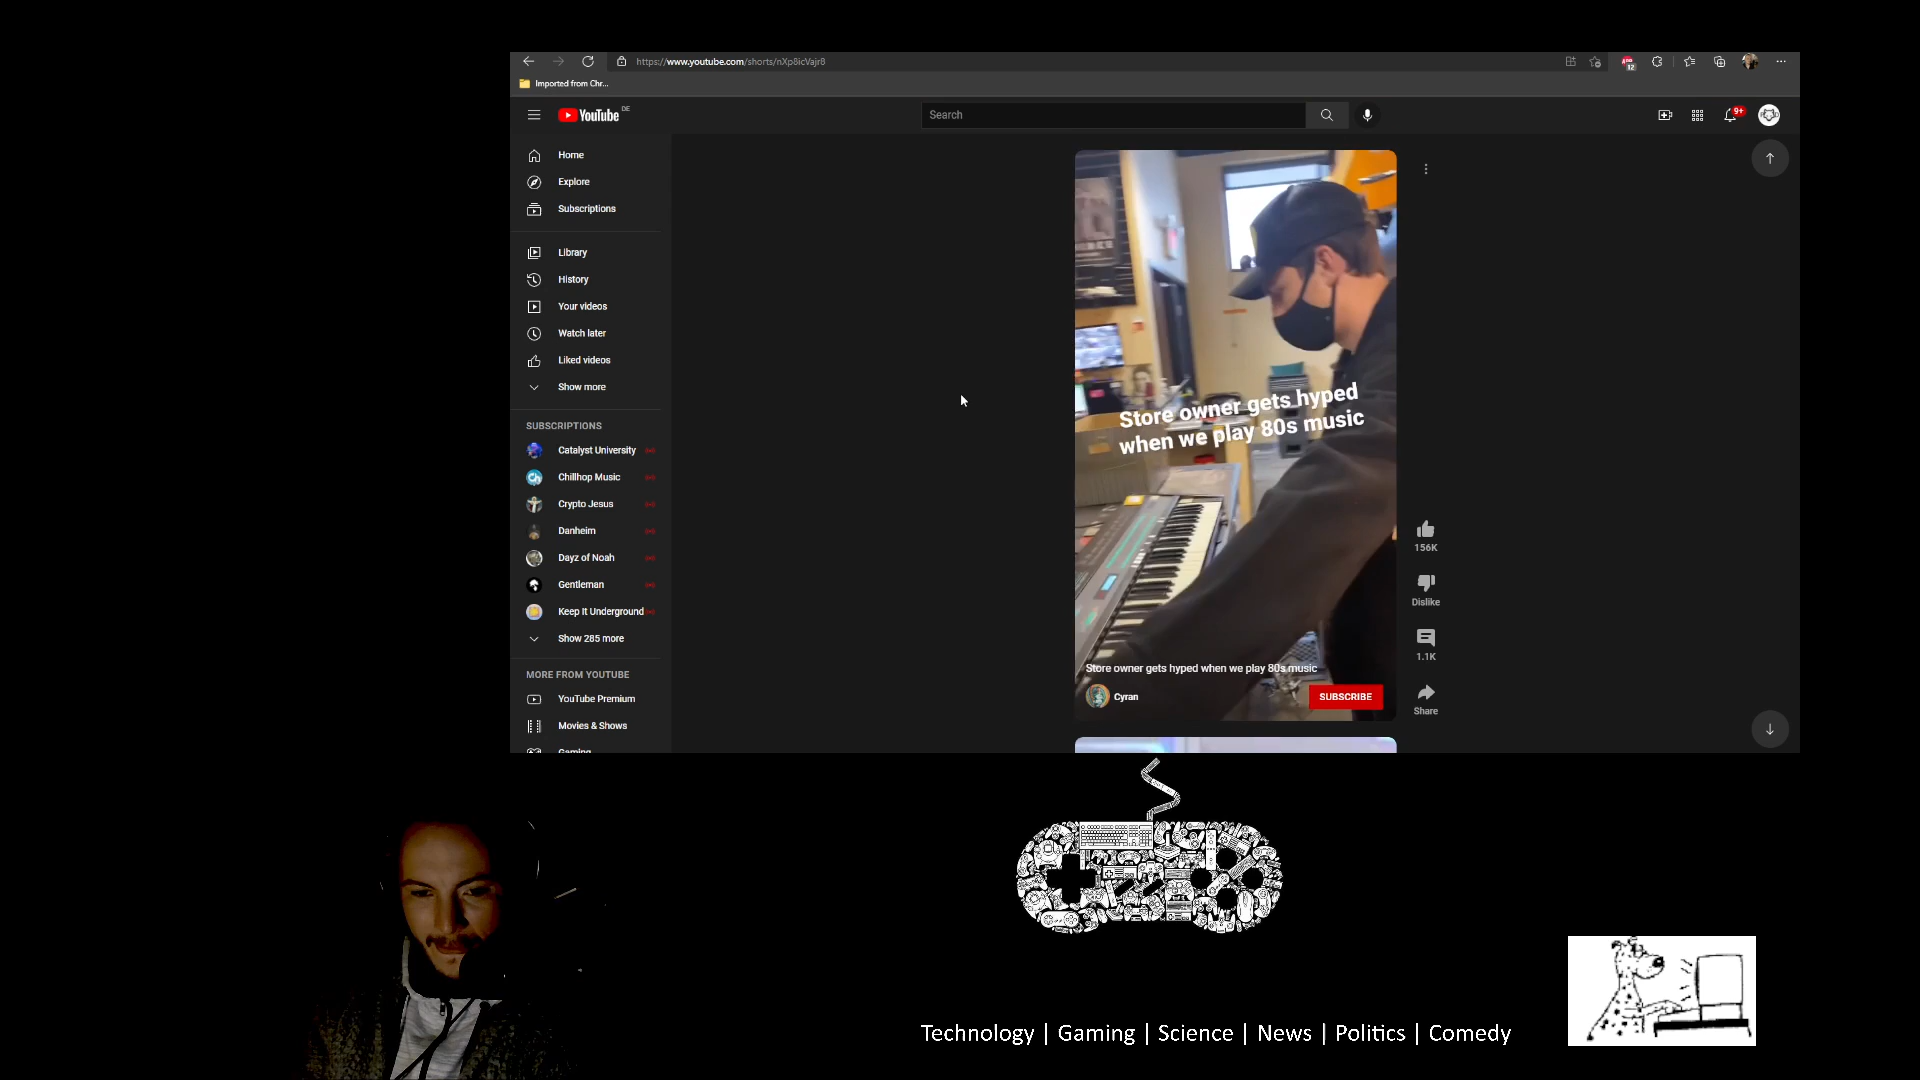 https://www.youtube.com/shorts/nXp8icVajr8
12
Imported from Chr...
YouTube DE
Search
9+
Home
Explore
Subscriptions
Library
History
Your videos
Watch later
Liked videos
Show more
SUBSCRIPTIONS
Catalyst University
Chillhop Music
Crypto Jesus
Danheim
Dayz of Noah
Gentleman
Keep It Underground
Show 285 more
MORE FROM YOUTUBE
YouTube Premium
Movies & Shows
Gaming
Store owner gets hyped
when we play 80s music
Store owner gets hyped when we play 80s music
Cyran
SUBSCRIBE
156K
Dislike
1.1K
Share
Technology | Gaming | Science | News | Politics | Comedy